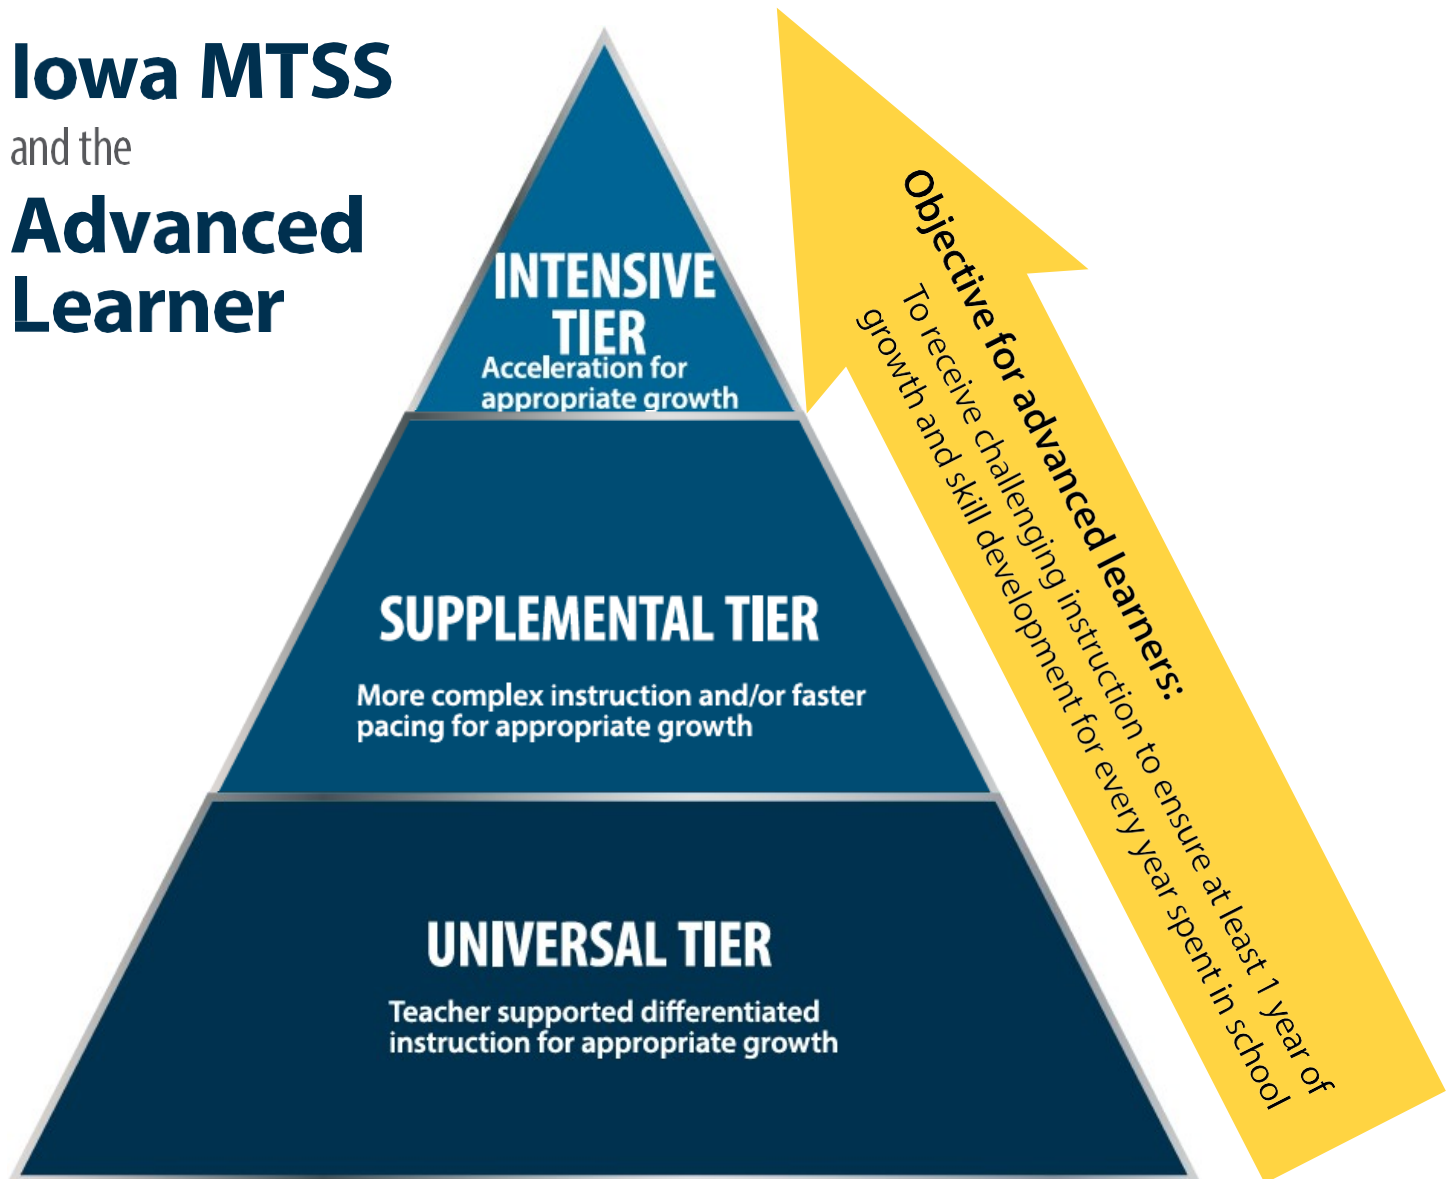 Iowa MTSS
and the
Advanced
Learner
INTENSIVE
TIER
Acceleration for
appropriate growth
SUPPLEMENTAL TIER
More complex instruction and/or faster
pacing for appropriate growth
UNIVERSAL TIER
Teacher supported differentiated
instruction for appropriate growth
Objective for advanced learners:
To receive challenging instruction to ensure at least 1 year of
growth and skill development for every year spent in school